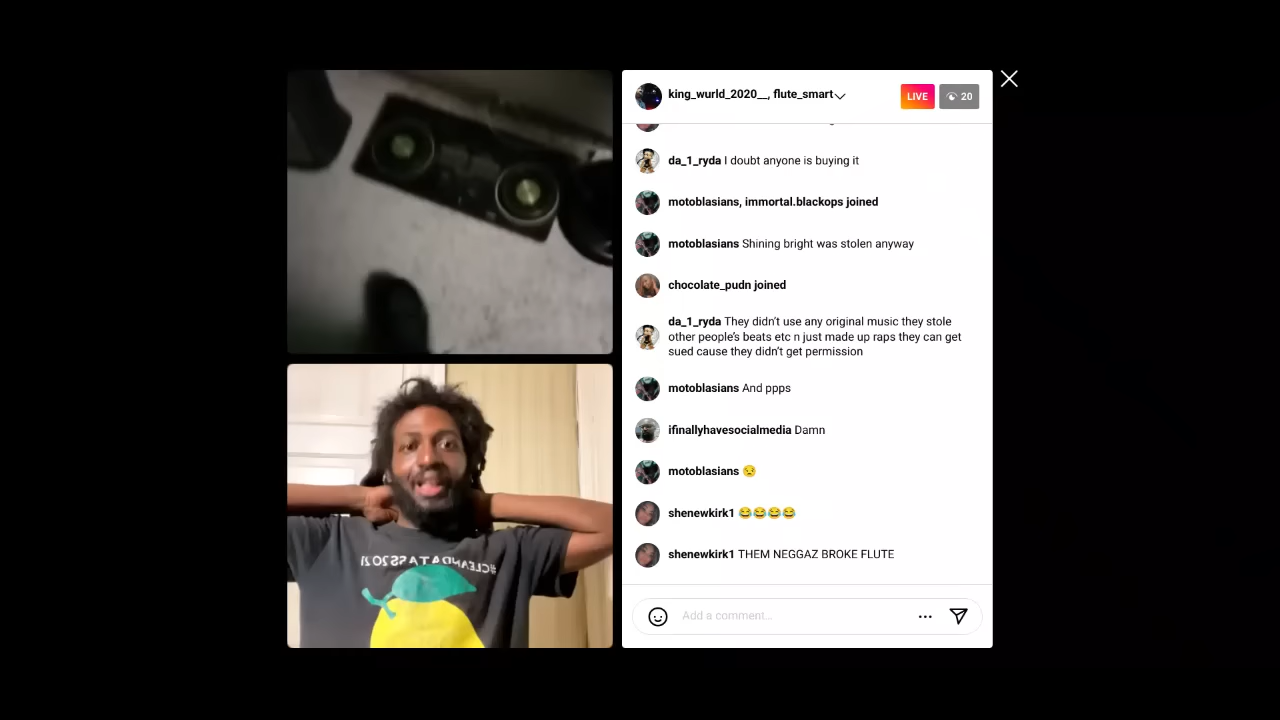 king_wurld_2020__, flute_smart
LIVE
20
da_1_ryda I doubt anyone is buying it
motoblasians, immortal.blackops joined
motoblasians Shining bright was stolen anyway
chocolate_pudn joined
da_1_ryda They didn’t use any original music they stole
other people’s beats etc n just made up raps they can get
sued cause they didn’t get permission
motoblasians And ppps
ifinallyhavesocialmedia Damn
motoblasians 😒
shenewkirk1 😂😂😂😂
shenewkirk1 THEM NEGGAZ BROKE FLUTE
Add a comment...
#CLEANDATASS2021